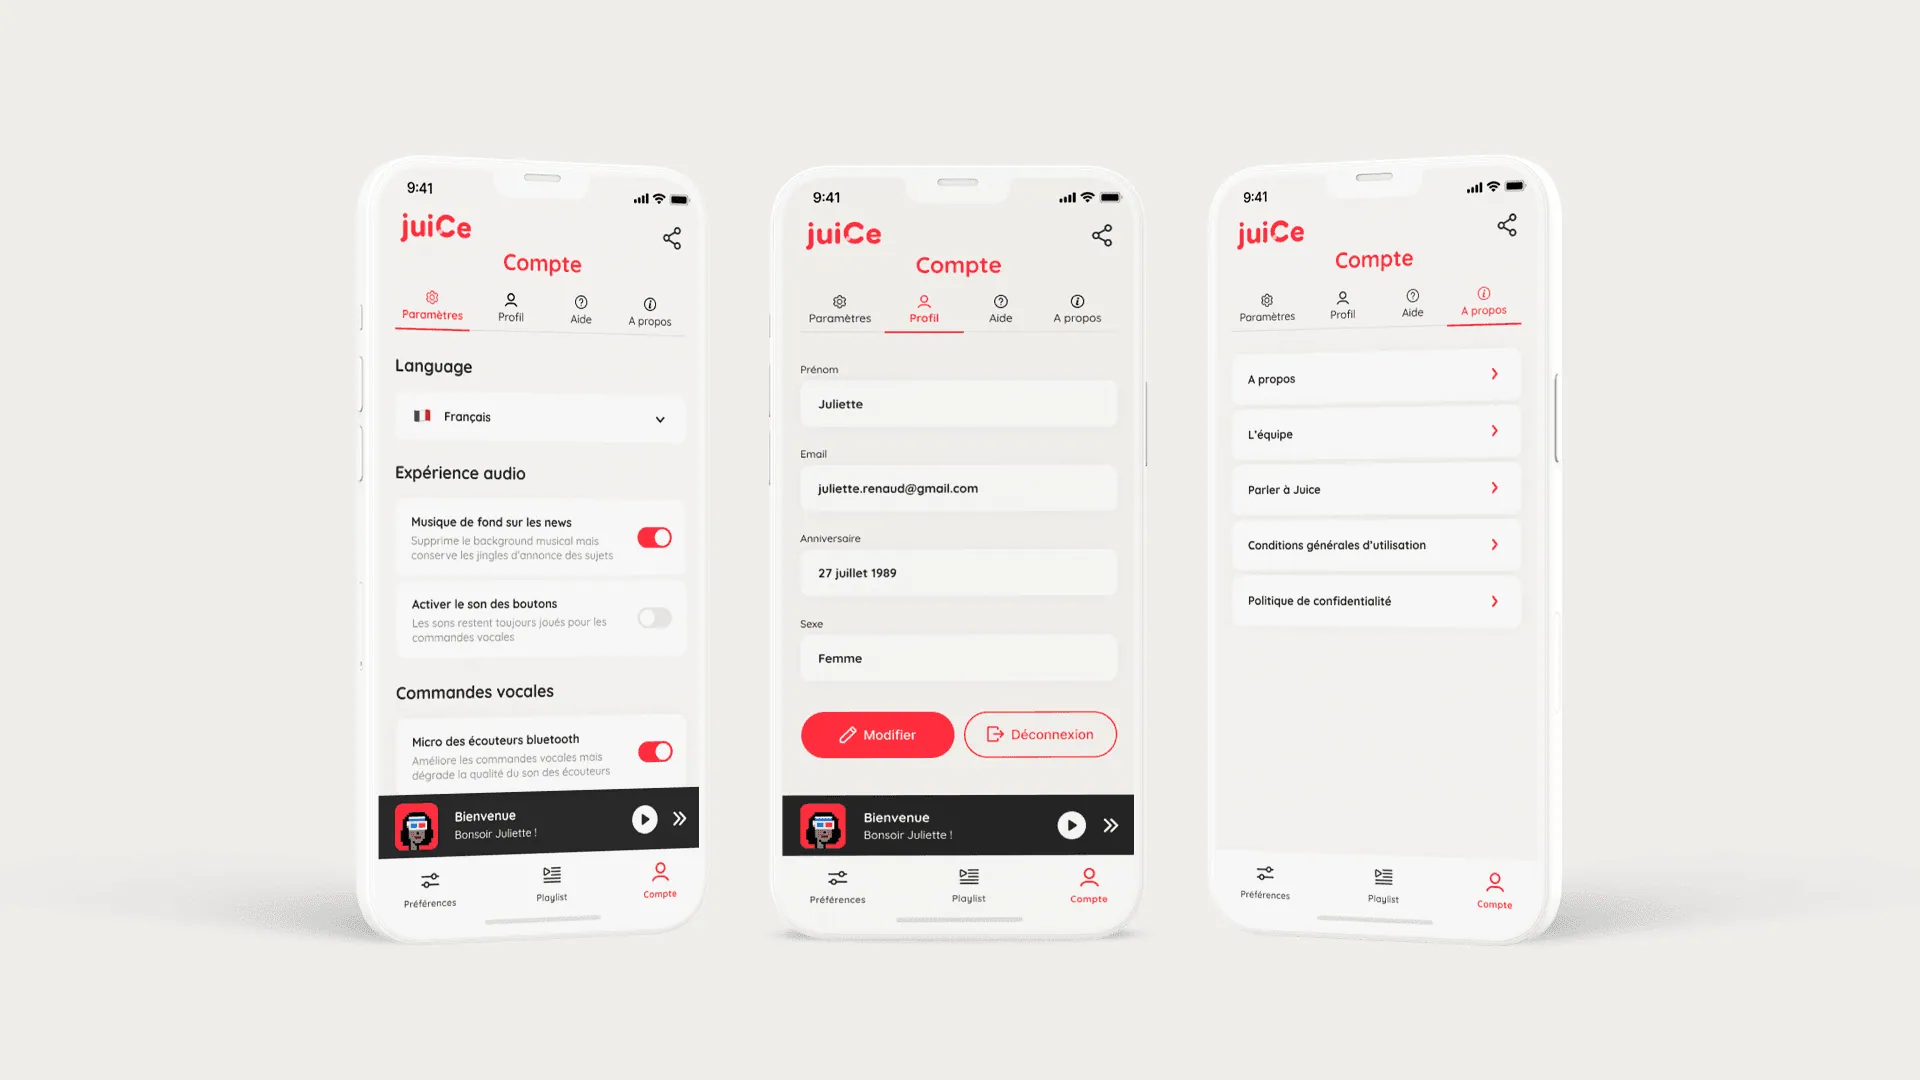 9:41
juiCe
Compte
Paramètres
Profil
Aide
A propos
Language
Français
Expérience audio
Musique de fond sur les news
Supprime le background musical mais
conserve les jingles d'annonce des sujets
Activer le son des boutons
Les sons restent toujours joués pour les
commandes vocales
Commandes vocales
Micro des écouteurs bluetooth
Améliore les commandes vocales mais
dégrade la qualité du son des écouteurs
Bienvenue
Bonsoir Juliette !
Préférences
Playlist
Compte
9:41
juiCe
Compte
Paramètres
Profil
Aide
A propos
Prénom
Juliette
Email
juliette.renaud@gmail.com
Anniversaire
27 juillet 1989
Sexe
Femme
Modifier
Déconnexion
Bienvenue
Bonsoir Juliette !
Préférences
Playlist
Compte
9:41
juiCe
Compte
Paramètres
Profil
Aide
A propos
A propos
L'équipe
Parler à Juice
Conditions générales d'utilisation
Politique de confidentialité
Préférences
Playlist
Compte